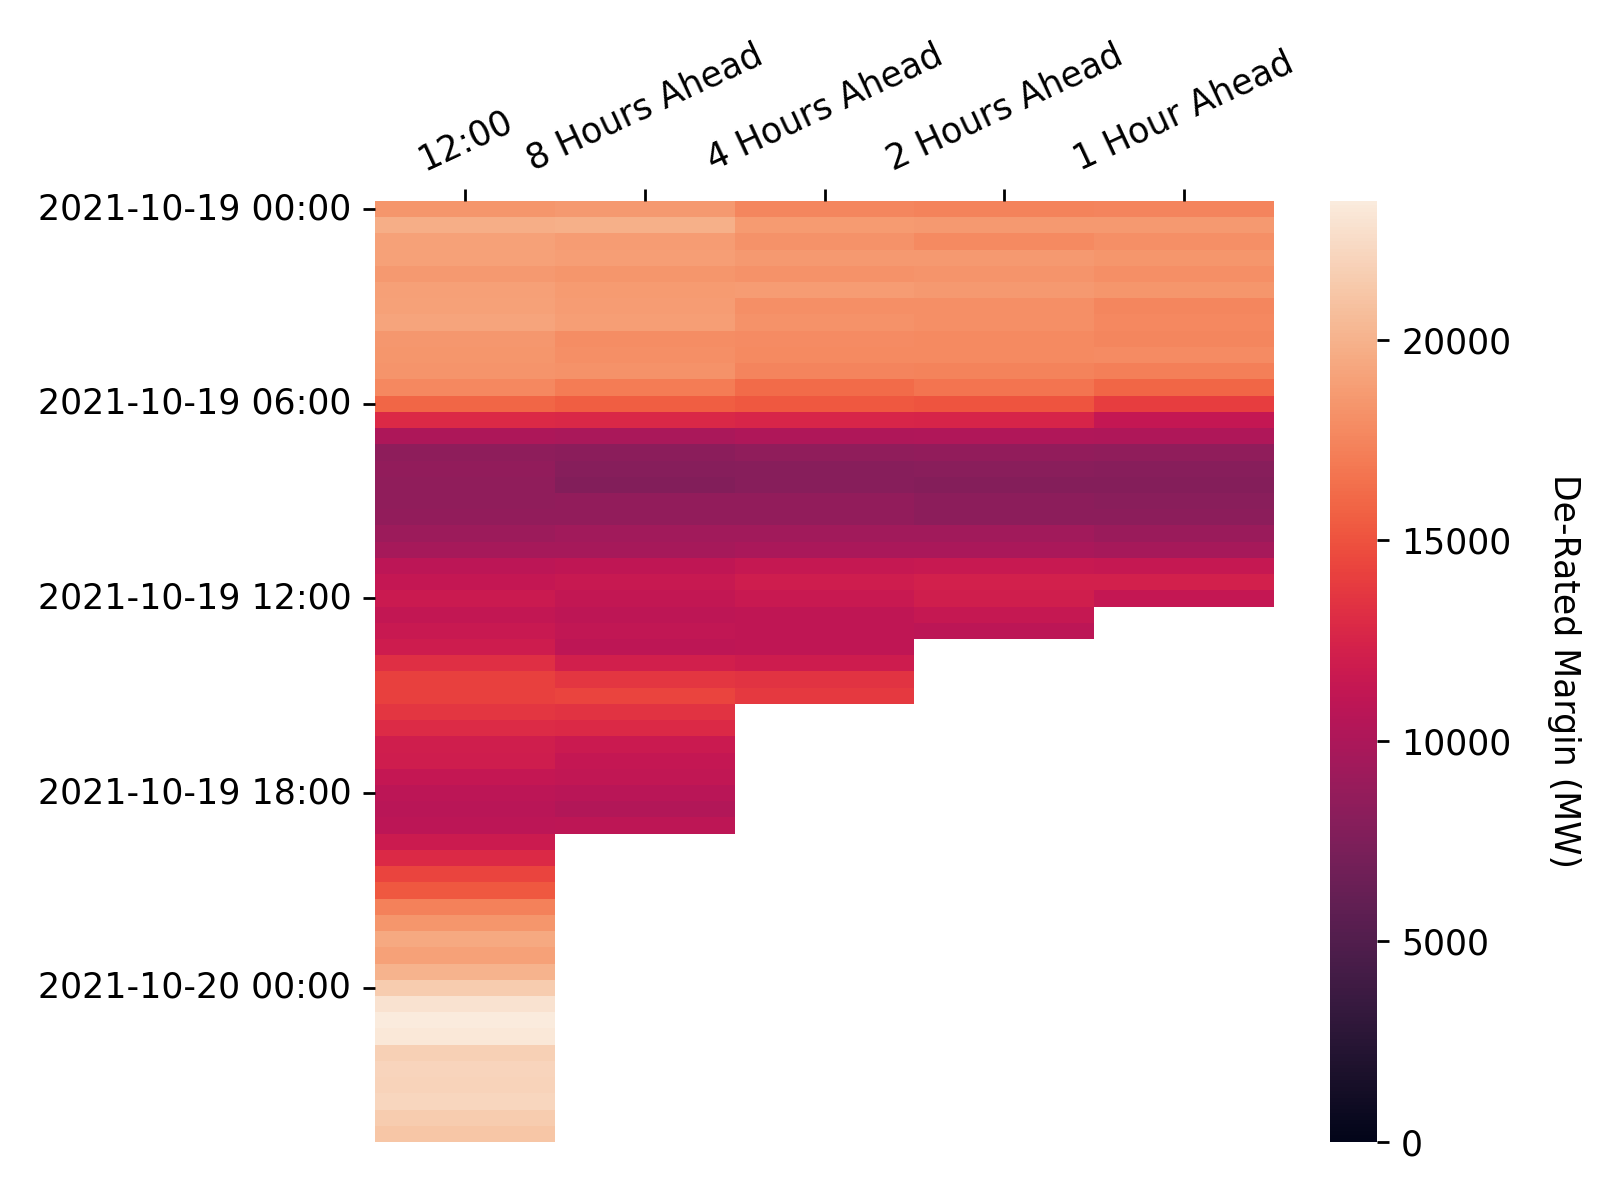 12:00
8 Hours Ahead
4 Hours Ahead
2 Hours Ahead
1 Hour Ahead
2021-10-19 00:00
2021-10-19 06:00
2021-10-19 12:00
2021-10-19 18:00
2021-10-20 00:00
20000
15000
10000
5000
0
De-Rated Margin (MW)